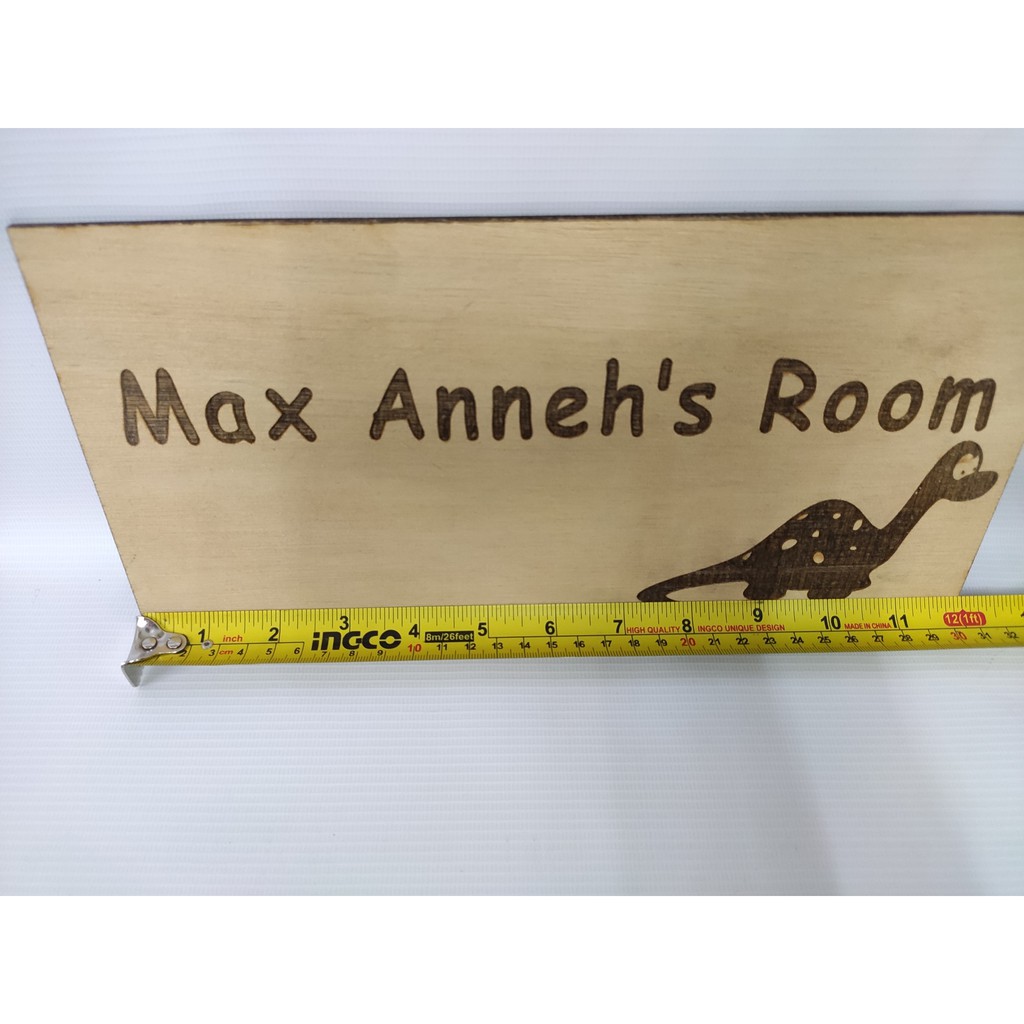 Max Anneh's Room
1 inch 2 3 INGCO 4 8m/26feet 5 6 7 HIGH QUALITY 8 INGCO UNIQUE DESIGN 9 10 MADE IN CHINA 11 12(1ft)
3 cm 4 5 6 7 8 9 10 11 12 13 14 15 16 17 18 19 20 21 22 23 24 25 26 27 28 29 30 31 32